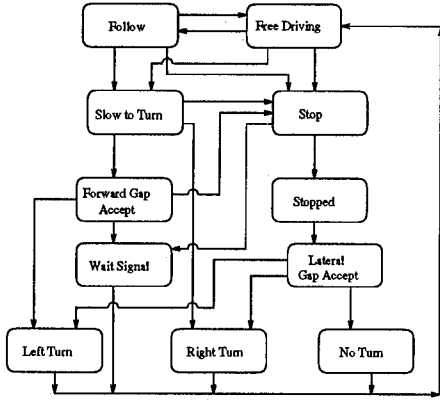 Follow
Free Driving
Slow to Turn
Stop
Forward Gap
Accept
Stopped
Wait Signal
Lateral
Gap Accept
Left Turn
Right Turn
No Turn